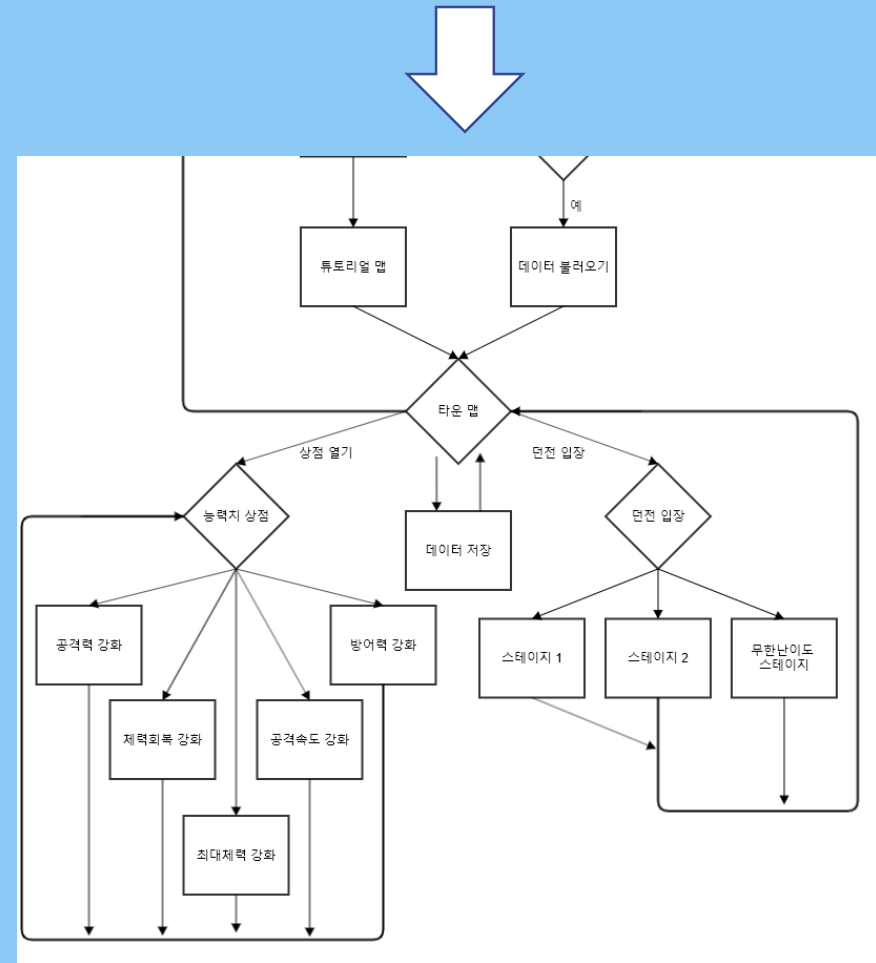 예
튜토리얼 맵
데이터 불러오기
타운 맵
상점 열기
던전 입장
능력치 상점
데이터 저장
던전 입장
공격력 강화
방어력 강화
스테이지 1
스테이지 2
무한난이도
스테이지
체력회복 강화
공격속도 강화
최대체력 강화